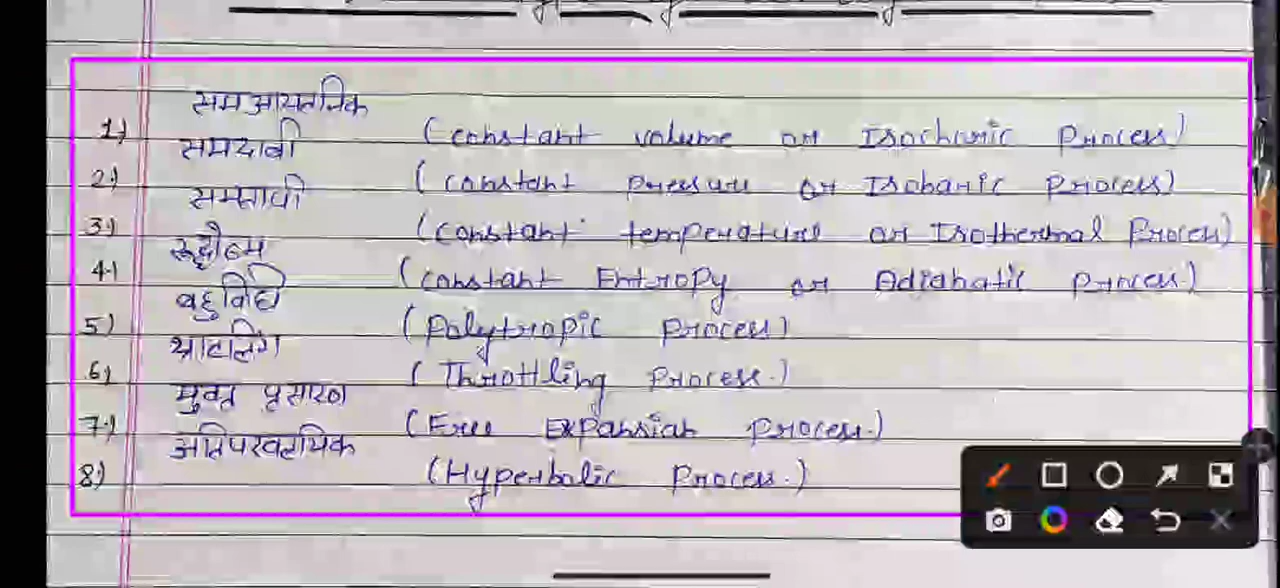 समआयतनिक
1) (constant volume or Isochoric Process)
समदाबी
2) (constant pressure or Isobaric Process)
समतापी
3) (constant temperature or Isothermal Process)
रूद्दोष्म
4) (constant Entropy or Adiabatic Process)
बहुविधि
5) (Polytropic Process)
थ्राटलिंग
6) (Throttling Process.)
मुक्त प्रसारण
7) (Free Expansion Process.)
अतिपरवलयिक
8) (Hyperbolic Process.)